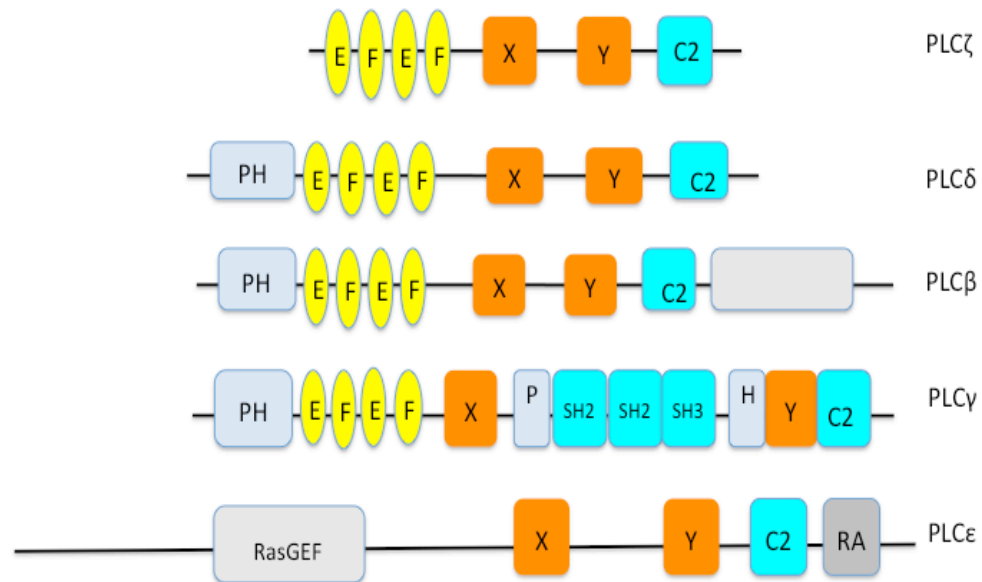 E F E F X Y C2 PLCζ
PH E F E F X Y C2 PLCδ
PH E F E F X Y C2 PLCβ
PH E F E F X P SH2 SH2 SH3 H Y C2 PLCγ
RasGEF X Y C2 RA PLCε